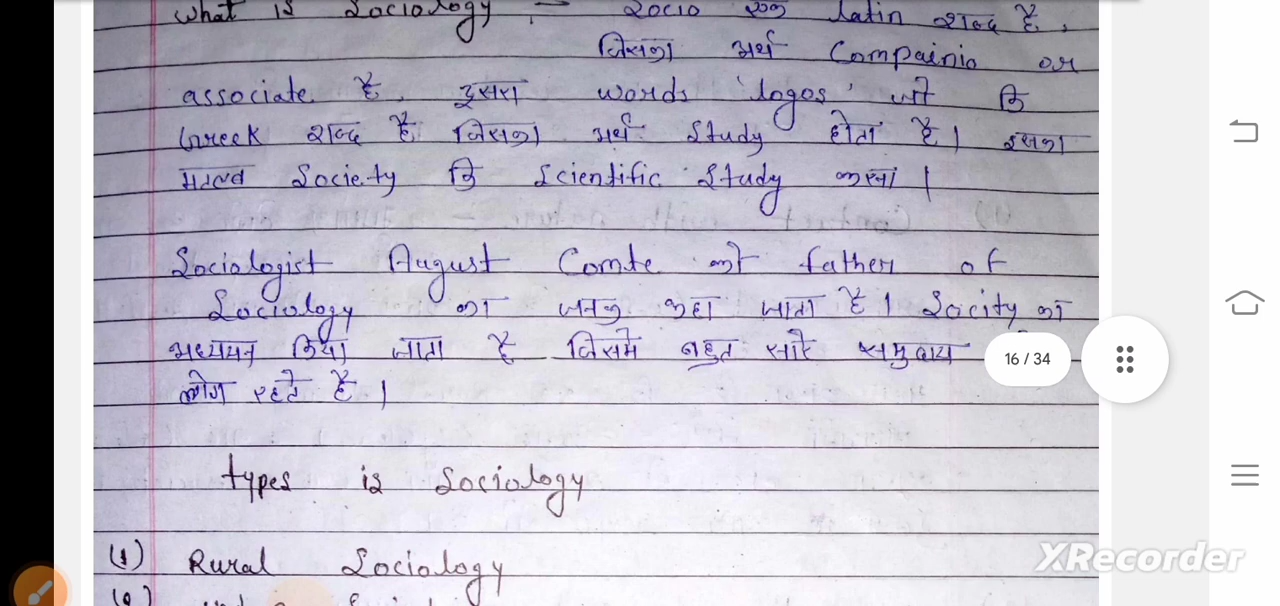 What is Sociology - Socio एक latin शब्द है,
जिसका अर्थ Compainio or
associate है, दुसरा words 'logos' जो कि
Greek शब्द है जिसका अर्थ Study होता है। इसका
मतलब Society कि Scientific Study करना।
Sociologist August Comte को father of
Sociology का जनक कहा जाता है। Socity का
अध्ययन किया जाता है जिसमे बहुत सारे समुदाय
16 / 34
लोग रहते है।
types is Sociology
(1) Rural Sociology
(2)
XRecorder